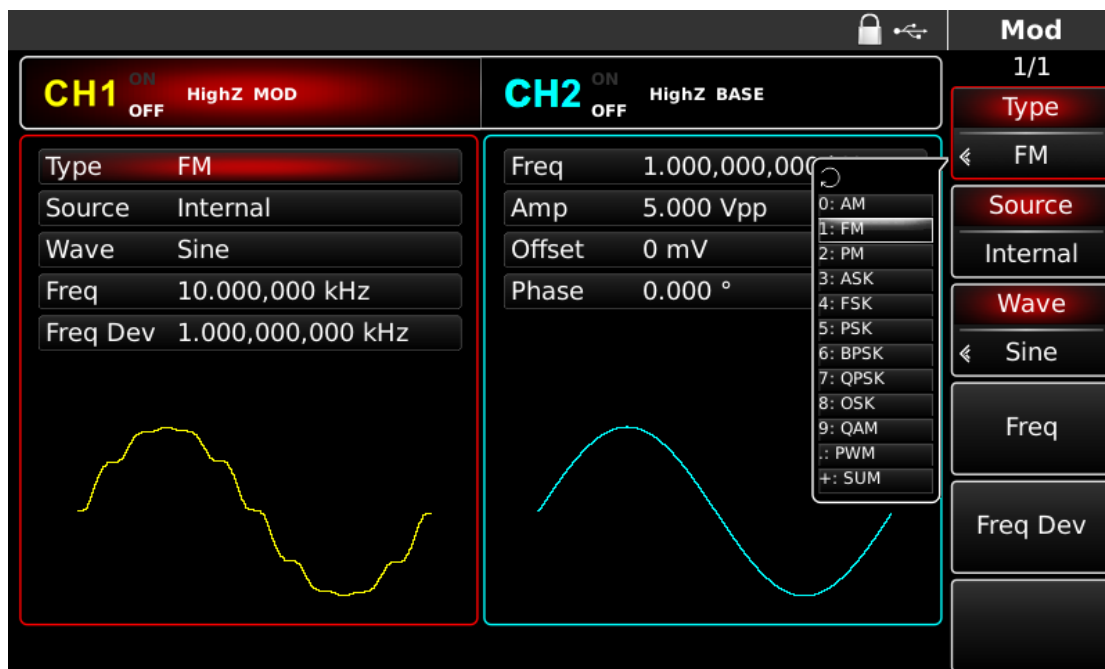 Mod
1/1
CH1 ON OFF HighZ MOD
CH2 ON OFF HighZ BASE
Type FM
Source Internal
Wave Sine
Freq 10.000,000 kHz
Freq Dev 1.000,000,000 kHz
Freq 1.000,000,000
Amp 5.000 Vpp
Offset 0 mV
Phase 0.000 °
0: AM
1: FM
2: PM
3: ASK
4: FSK
5: PSK
6: BPSK
7: QPSK
8: OSK
9: QAM
.: PWM
+: SUM
Type
FM
Source
Internal
Wave
Sine
Freq
Freq Dev